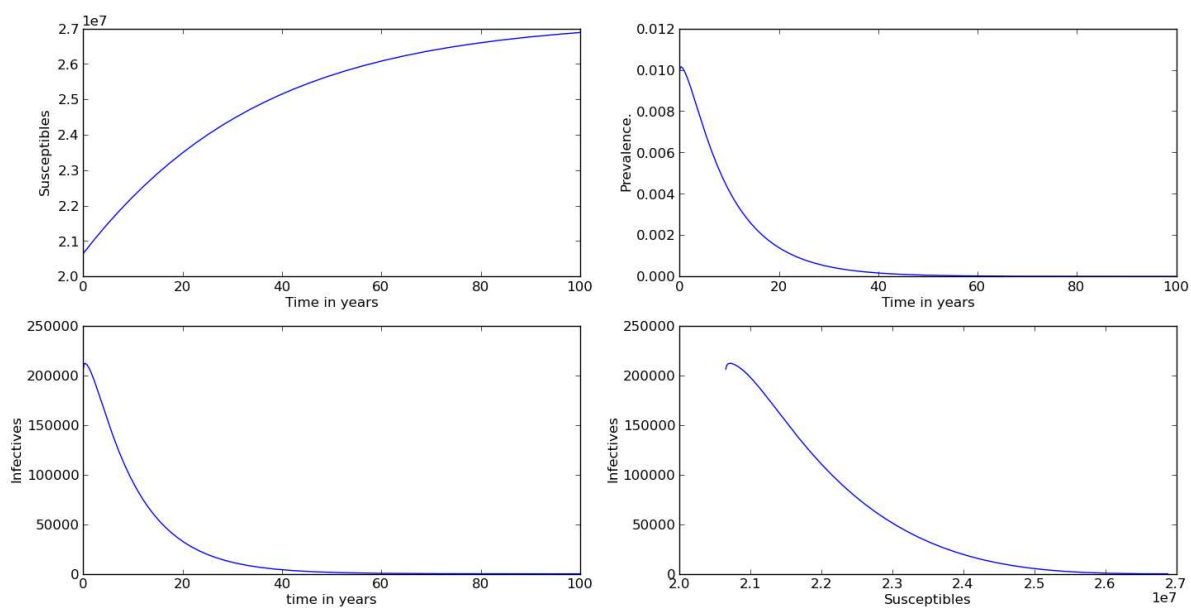 1e7
2.7
2.6
2.5
2.4
2.3
2.2
2.1
2.0
Susceptibles
0 20 40 60 80 100
Time in years
0.012
0.010
0.008
0.006
0.004
0.002
0.000
Prevalence.
0 20 40 60 80 100
Time in years
250000
200000
150000
100000
50000
0
Infectives
0 20 40 60 80 100
time in years
250000
200000
150000
100000
50000
0
Infectives
2.0 2.1 2.2 2.3 2.4 2.5 2.6 2.7
Susceptibles
1e7